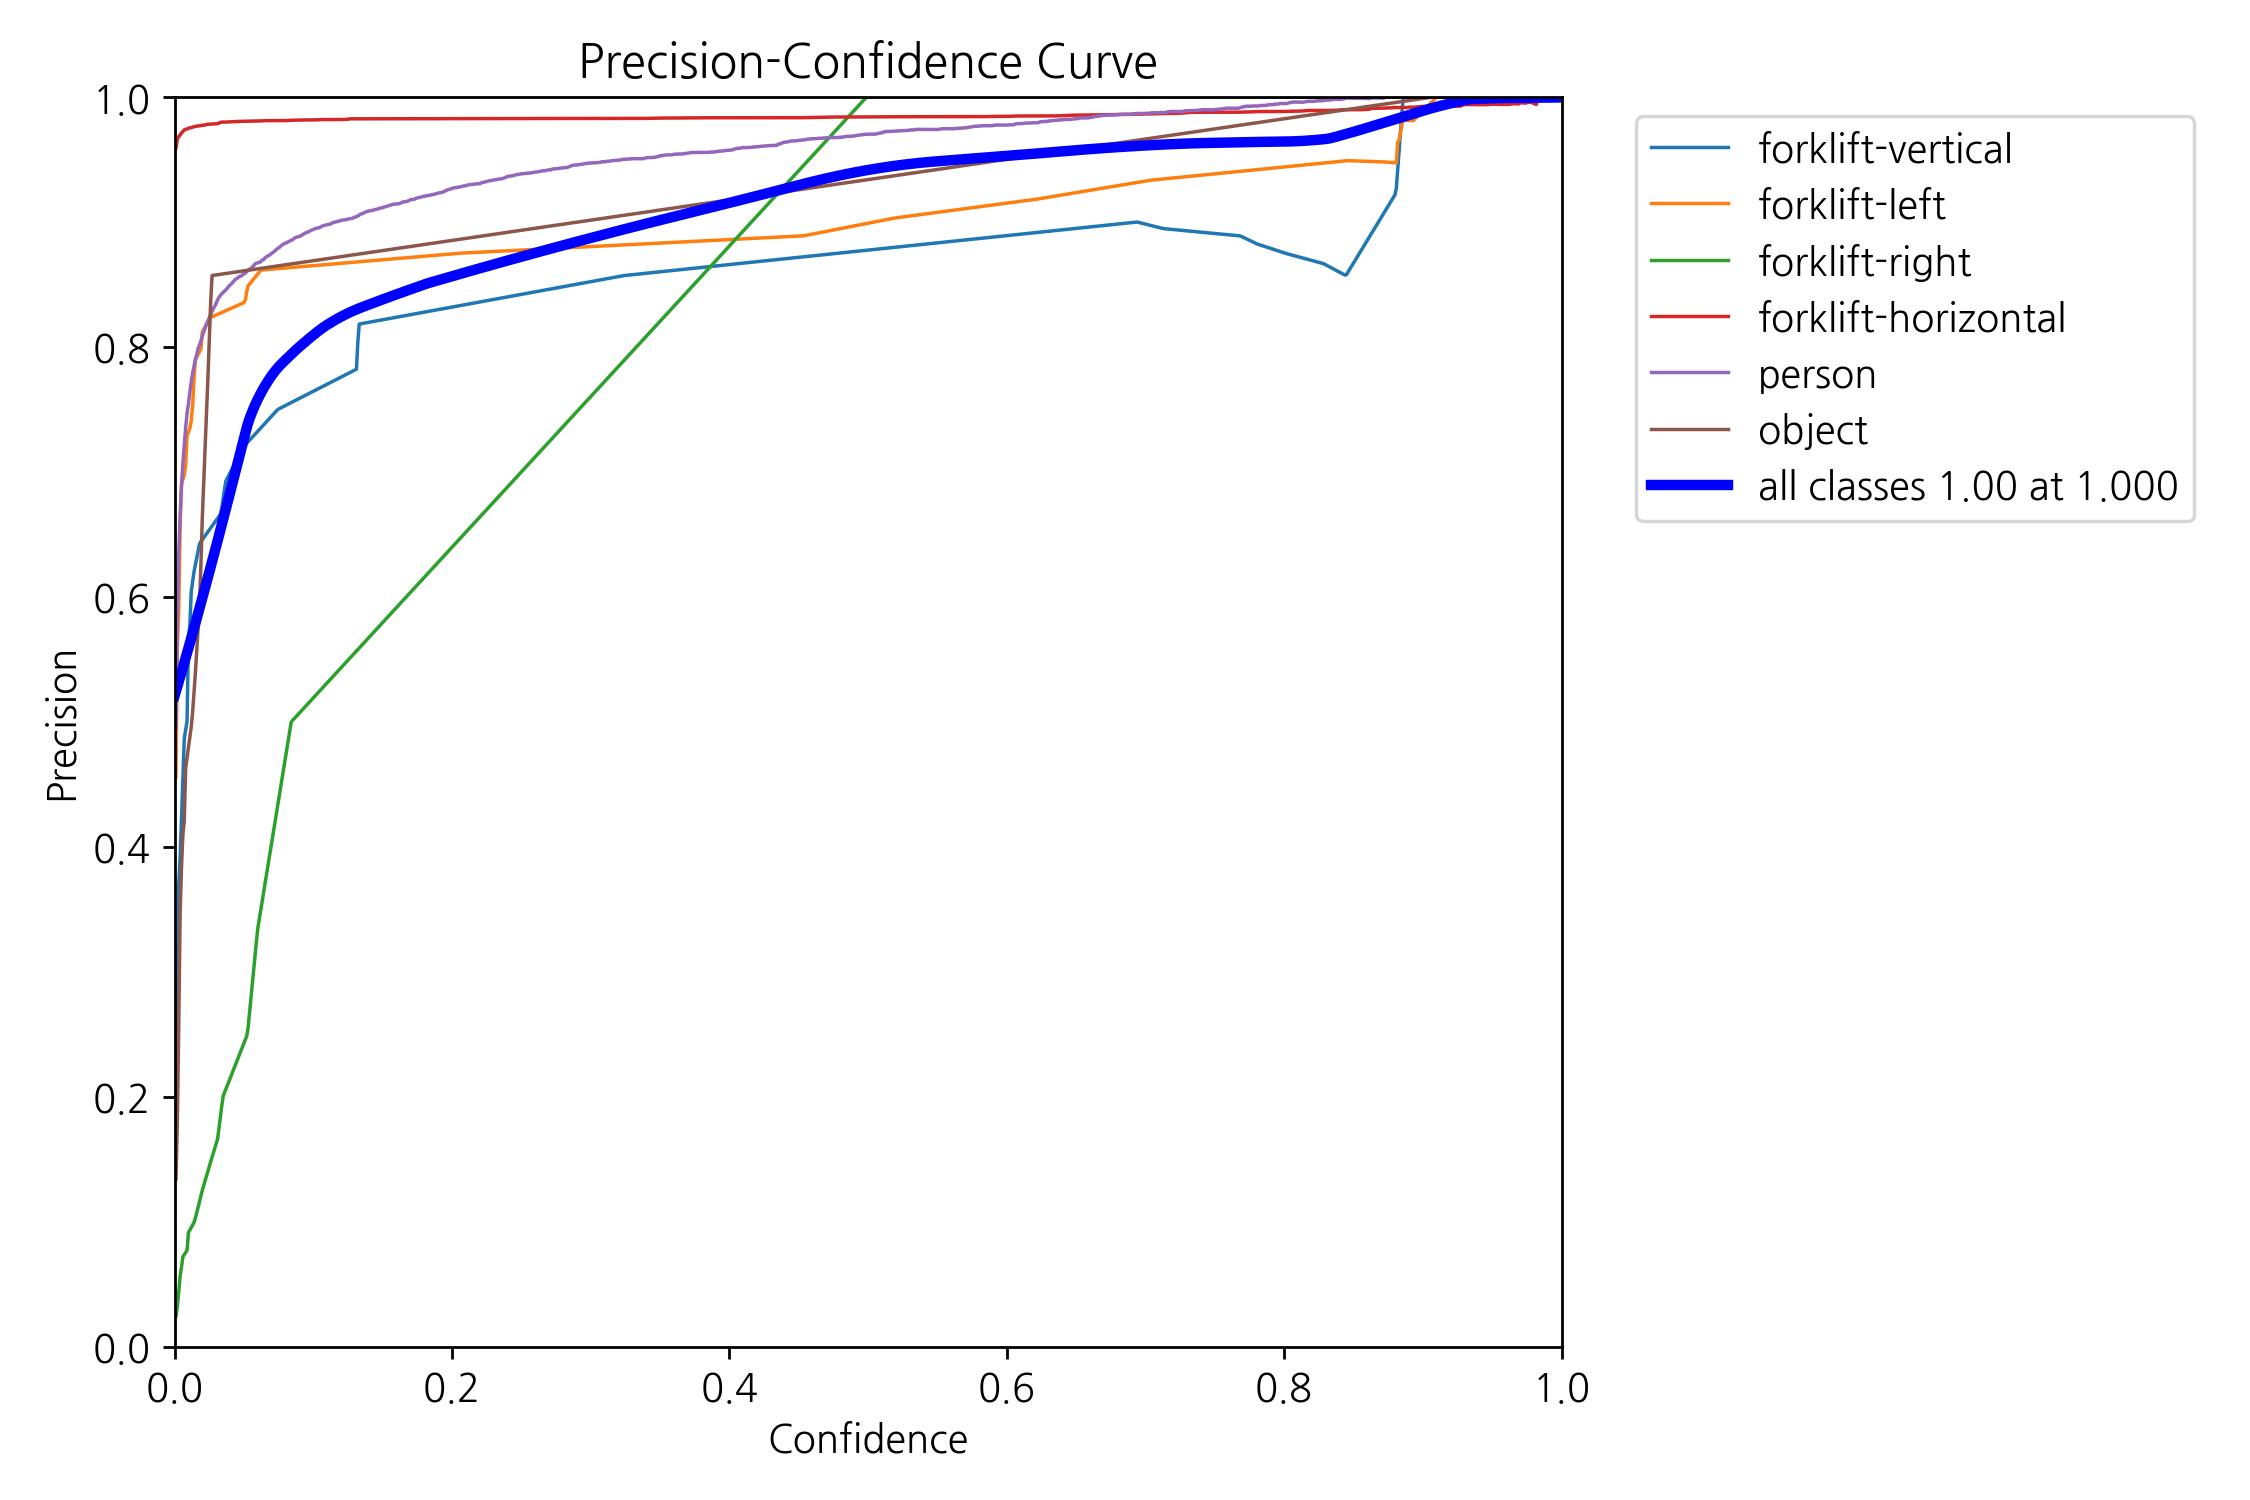 Precision-Confidence Curve
1.0
0.8
0.6
0.4
0.2
0.0
Precision
0.0 0.2 0.4 0.6 0.8 1.0
Confidence
forklift-vertical
forklift-left
forklift-right
forklift-horizontal
person
object
all classes 1.00 at 1.000